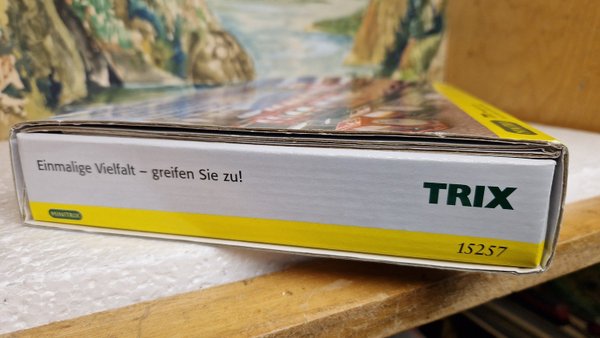 Einmalige Vielfalt – greifen Sie zu!
TRIX
MINITRIX
15257